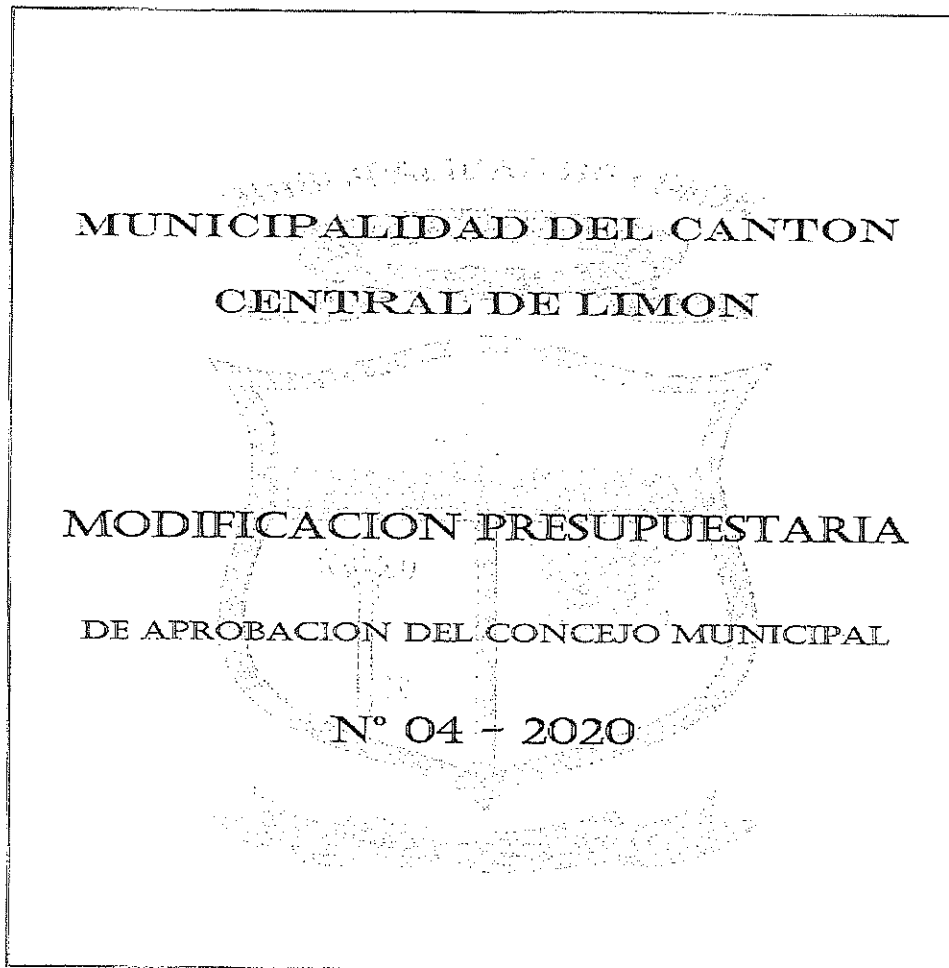 MUNICIPALIDAD DEL CANTON
CENTRAL DE LIMON
MODIFICACION PRESUPUESTARIA
DE APROBACION DEL CONCEJO MUNICIPAL
N° 04 - 2020